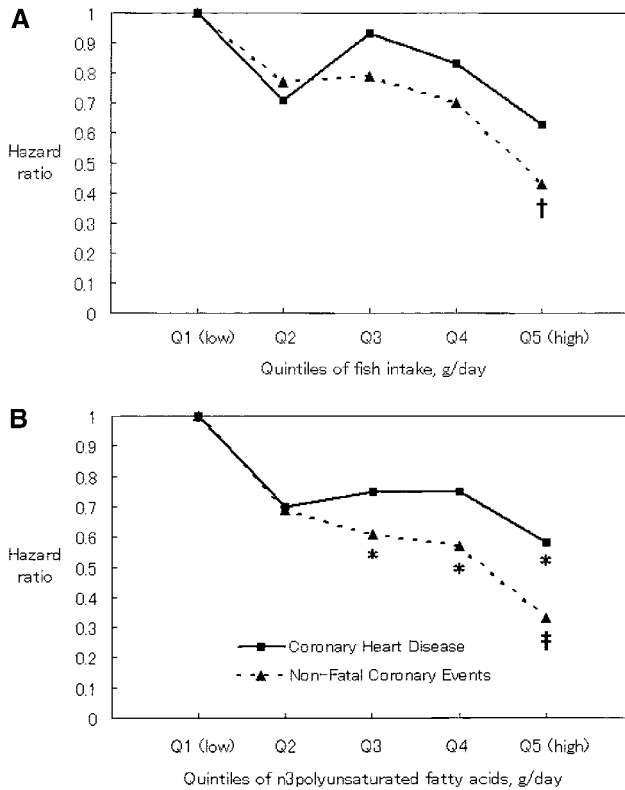 A
1
0.9
0.8
0.7
0.6
0.5
0.4
0.3
0.2
0.1
0
Hazard
ratio
†
Q1 (low) Q2 Q3 Q4 Q5 (high)
Quintiles of fish intake, g/day
B
1
0.9
0.8
0.7
0.6
0.5
0.4
0.3
0.2
0.1
0
Hazard
ratio
* * *
‡
Coronary Heart Disease
Non-Fatal Coronary Events
Q1 (low) Q2 Q3 Q4 Q5 (high)
Quintiles of n3polyunsaturated fatty acids, g/day